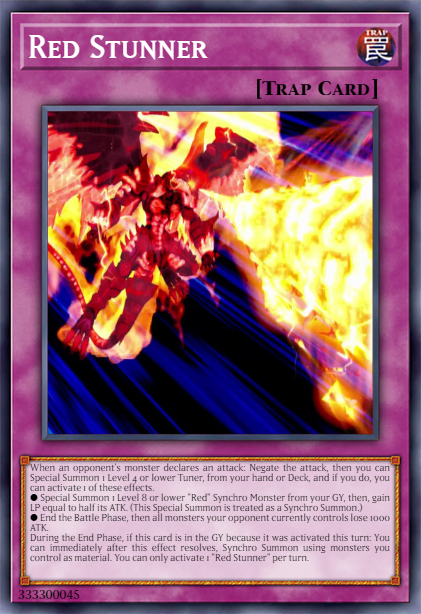 Red Stunner
TRAP
罠
[Trap Card]
When an opponent's monster declares an attack: Negate the attack, then you can
Special Summon 1 Level 4 or lower Tuner, from your hand or Deck, and if you do, you
can activate 1 of these effects.
● Special Summon 1 Level 8 or lower "Red" Synchro Monster from your GY, then, gain
LP equal to half its ATK. (This Special Summon is treated as a Synchro Summon.)
● End the Battle Phase, then all monsters your opponent currently controls lose 1000
ATK.
During the End Phase, if this card is in the GY because it was activated this turn: You can
immediately after this effect resolves, Synchro Summon using monsters you
control as material. You can only activate 1 "Red Stunner" per turn.
333300045